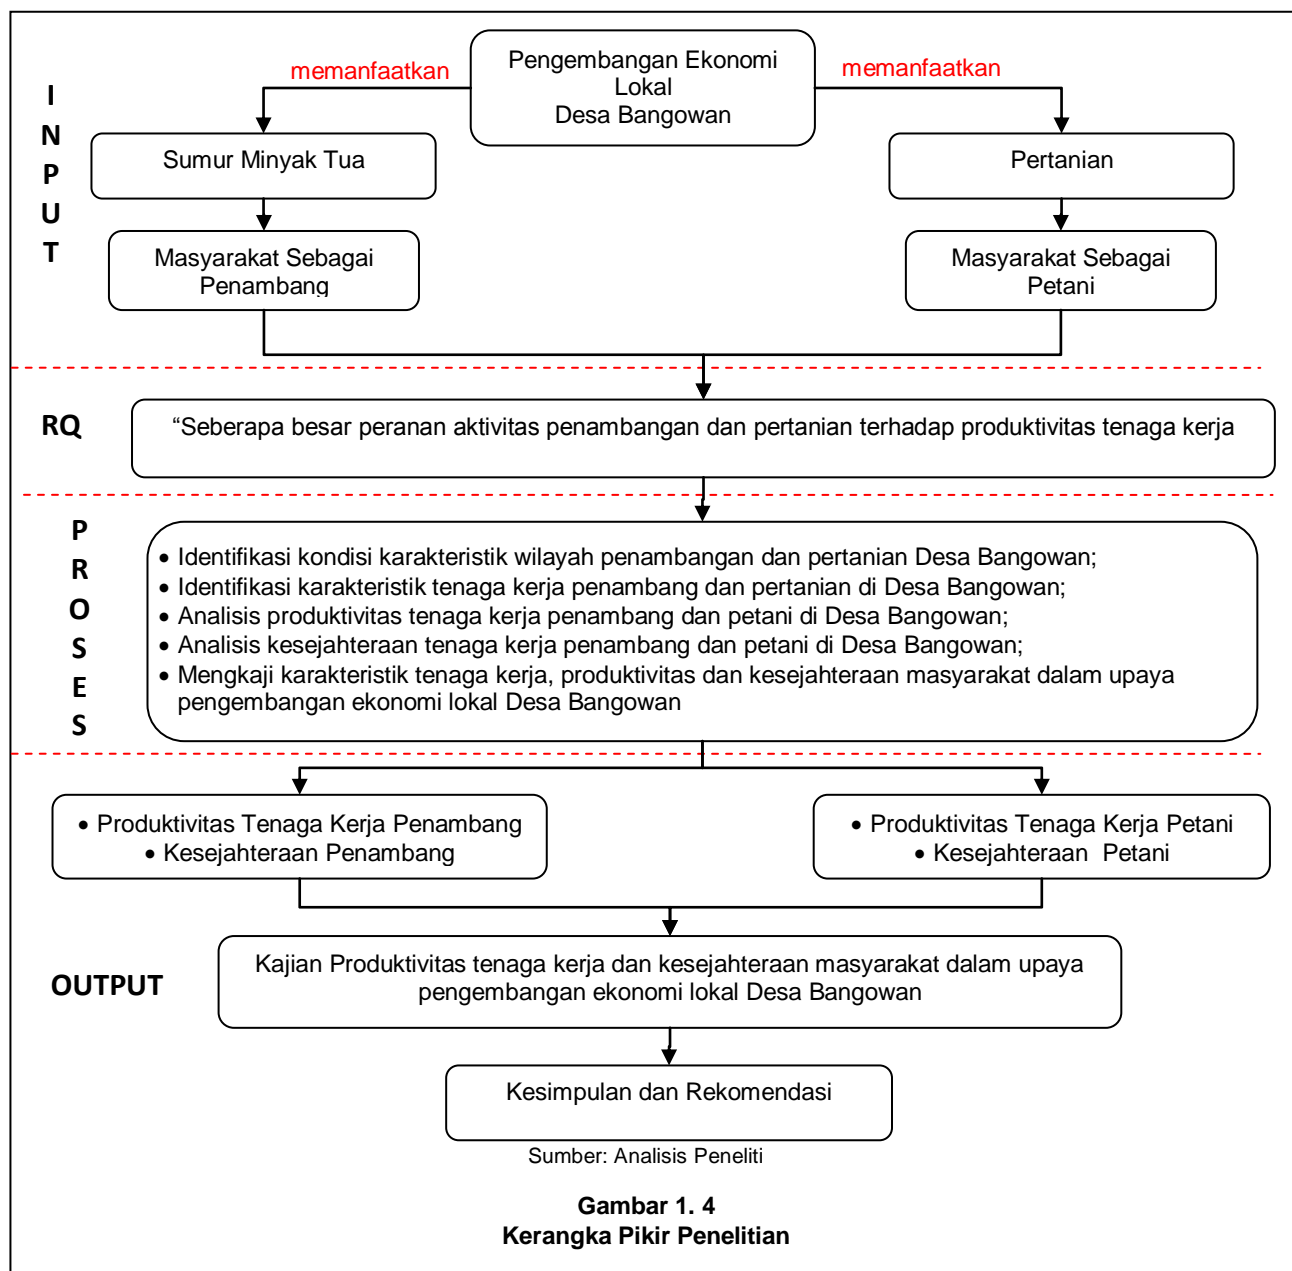 INPUT
memanfaatkan
Pengembangan Ekonomi
Lokal
Desa Bangowan
memanfaatkan
Sumur Minyak Tua
Pertanian
Masyarakat Sebagai
Penambang
Masyarakat Sebagai
Petani
RQ
“Seberapa besar peranan aktivitas penambangan dan pertanian terhadap produktivitas tenaga kerja
PROSES
• Identifikasi kondisi karakteristik wilayah penambangan dan pertanian Desa Bangowan;
• Identifikasi karakteristik tenaga kerja penambang dan pertanian di Desa Bangowan;
• Analisis produktivitas tenaga kerja penambang dan petani di Desa Bangowan;
• Analisis kesejahteraan tenaga kerja penambang dan petani di Desa Bangowan;
• Mengkaji karakteristik tenaga kerja, produktivitas dan kesejahteraan masyarakat dalam upaya
pengembangan ekonomi lokal Desa Bangowan
• Produktivitas Tenaga Kerja Penambang
• Kesejahteraan Penambang
• Produktivitas Tenaga Kerja Petani
• Kesejahteraan Petani
OUTPUT
Kajian Produktivitas tenaga kerja dan kesejahteraan masyarakat dalam upaya
pengembangan ekonomi lokal Desa Bangowan
Kesimpulan dan Rekomendasi
Sumber: Analisis Peneliti
Gambar 1. 4
Kerangka Pikir Penelitian